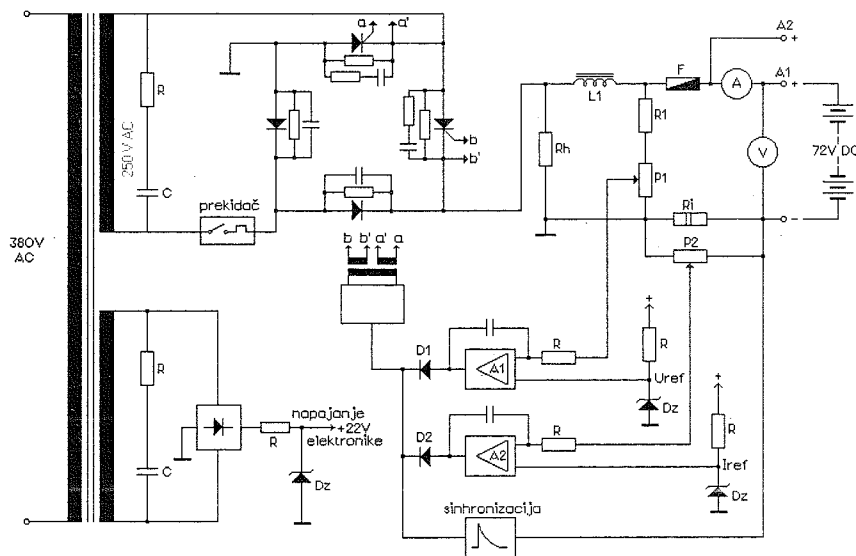 a
a'
A2
+
F
A
A1
+
L1
R
R1
250 V AC
b
b'
Rh
V
72V DC
P1
C
prekidač
Ri
-
P2
380V
AC
b b' a' a
+
D1
R
R
A1
Uref
+
Dz
R
napajanje
+22V
elektronike
D2
R
R
A2
Iref
C
R
Dz
Dz
sinhronizacija